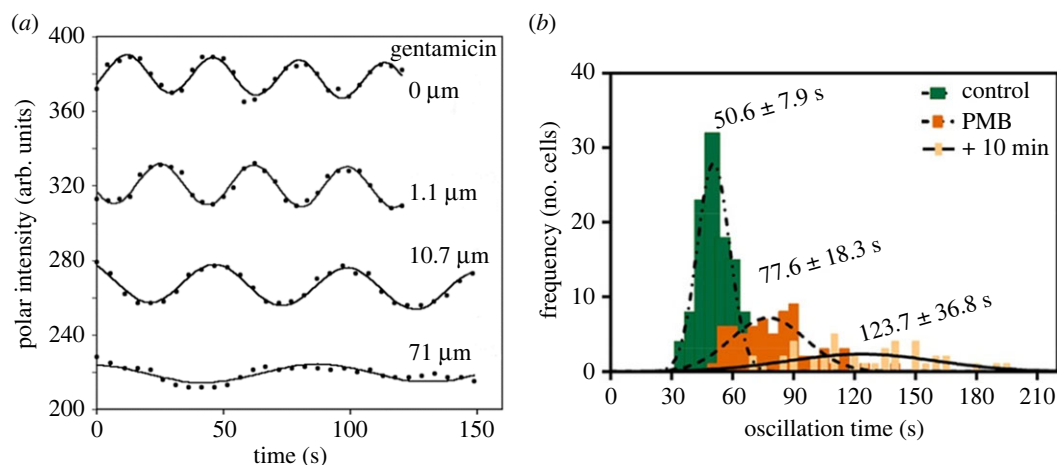 (a)
400
360
320
280
240
200
polar intensity (arb. units)
gentamicin
0 µm
1.1 µm
10.7 µm
71 µm
0
50
100
150
time (s)
(b)
40
30
20
10
0
frequency (no. cells)
50.6 ± 7.9 s
77.6 ± 18.3 s
123.7 ± 36.8 s
control
PMB
+ 10 min
0
30
60
90
120
150
180
210
oscillation time (s)